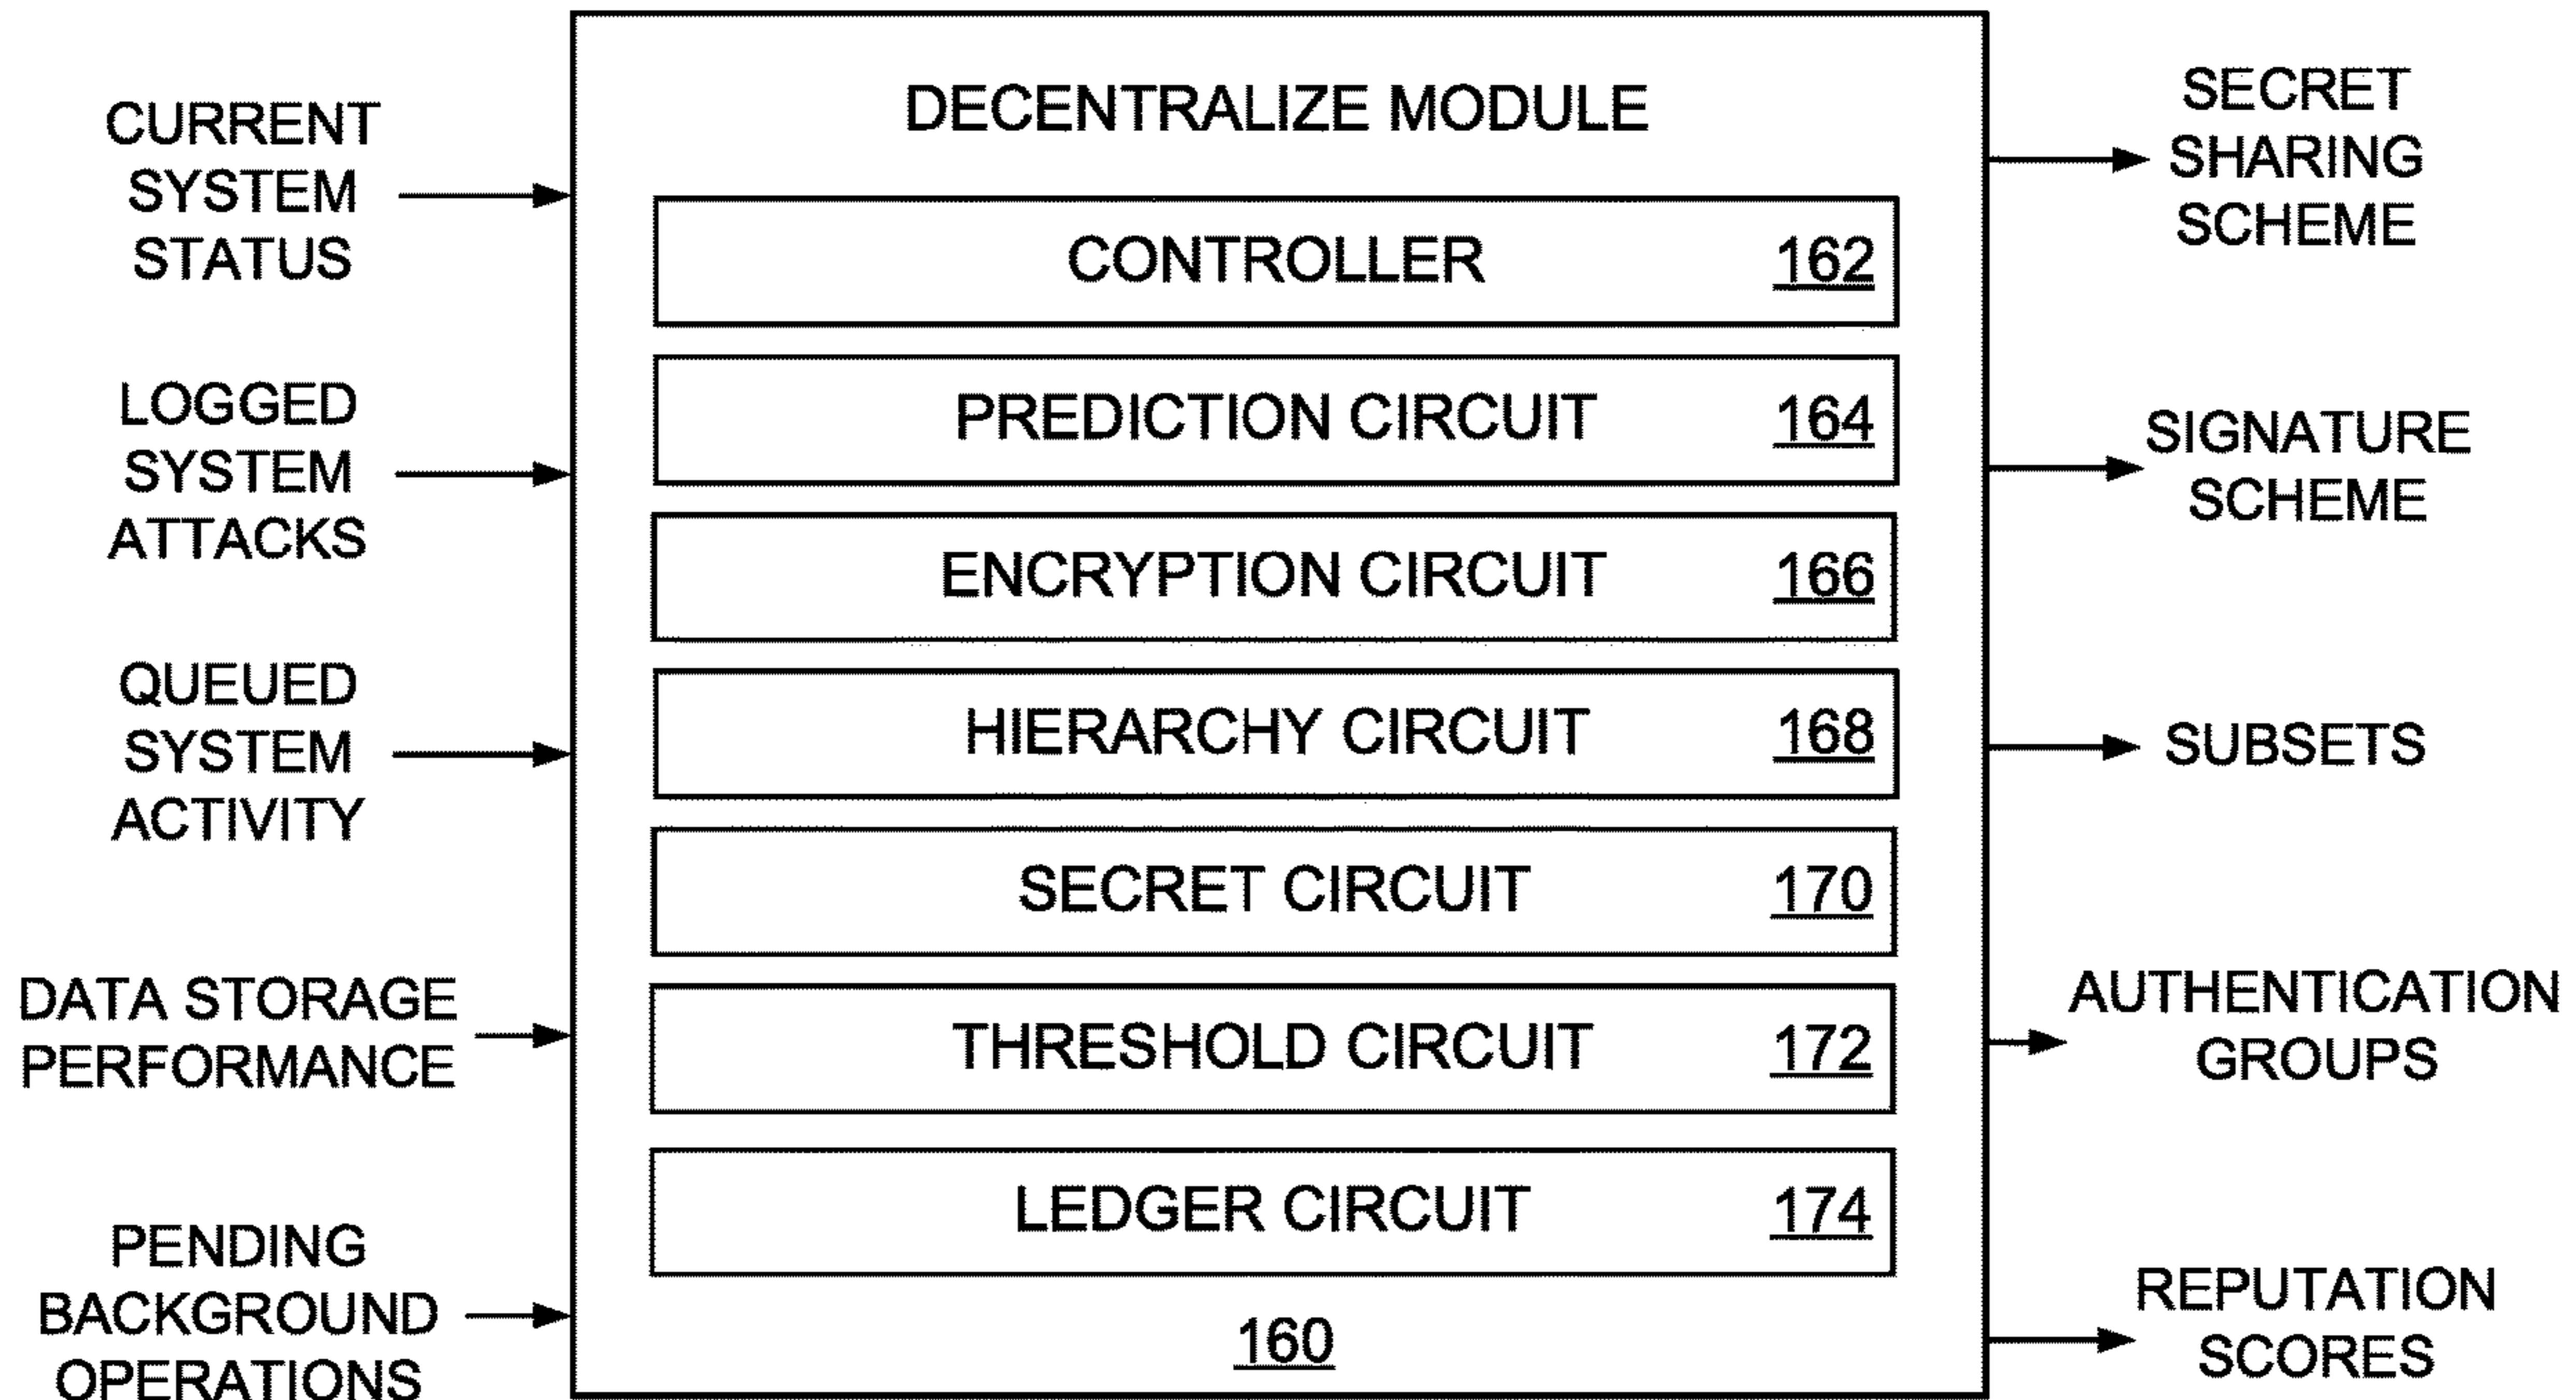 CURRENT
SYSTEM
STATUS
LOGGED
SYSTEM
ATTACKS
QUEUED
SYSTEM
ACTIVITY
DATA STORAGE
PERFORMANCE
PENDING
BACKGROUND
OPERATIONS
DECENTRALIZE MODULE
CONTROLLER 162
PREDICTION CIRCUIT 164
ENCRYPTION CIRCUIT 166
HIERARCHY CIRCUIT 168
SECRET CIRCUIT 170
THRESHOLD CIRCUIT 172
LEDGER CIRCUIT 174
160
SECRET
SHARING
SCHEME
SIGNATURE
SCHEME
SUBSETS
AUTHENTICATION
GROUPS
REPUTATION
SCORES